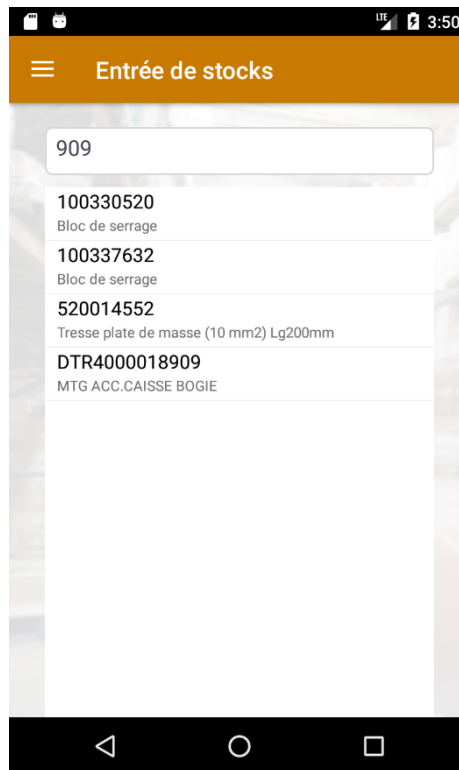 LTE 3:50
Entrée de stocks
909
100330520
Bloc de serrage
100337632
Bloc de serrage
520014552
Tresse plate de masse (10 mm2) Lg200mm
DTR4000018909
MTG ACC.CAISSE BOGIE